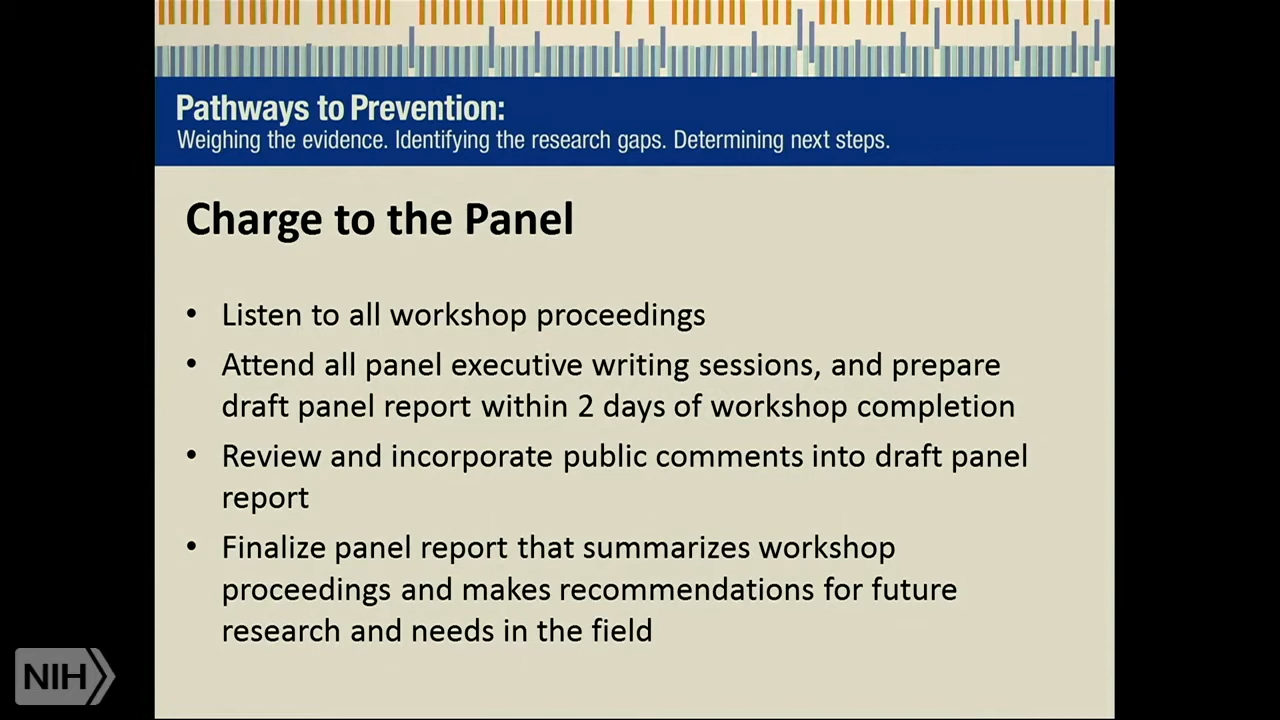 Pathways to Prevention:
Weighing the evidence. Identifying the research gaps. Determining next steps.
Charge to the Panel
• Listen to all workshop proceedings
• Attend all panel executive writing sessions, and prepare
draft panel report within 2 days of workshop completion
• Review and incorporate public comments into draft panel
report
• Finalize panel report that summarizes workshop
proceedings and makes recommendations for future
research and needs in the field
NIH